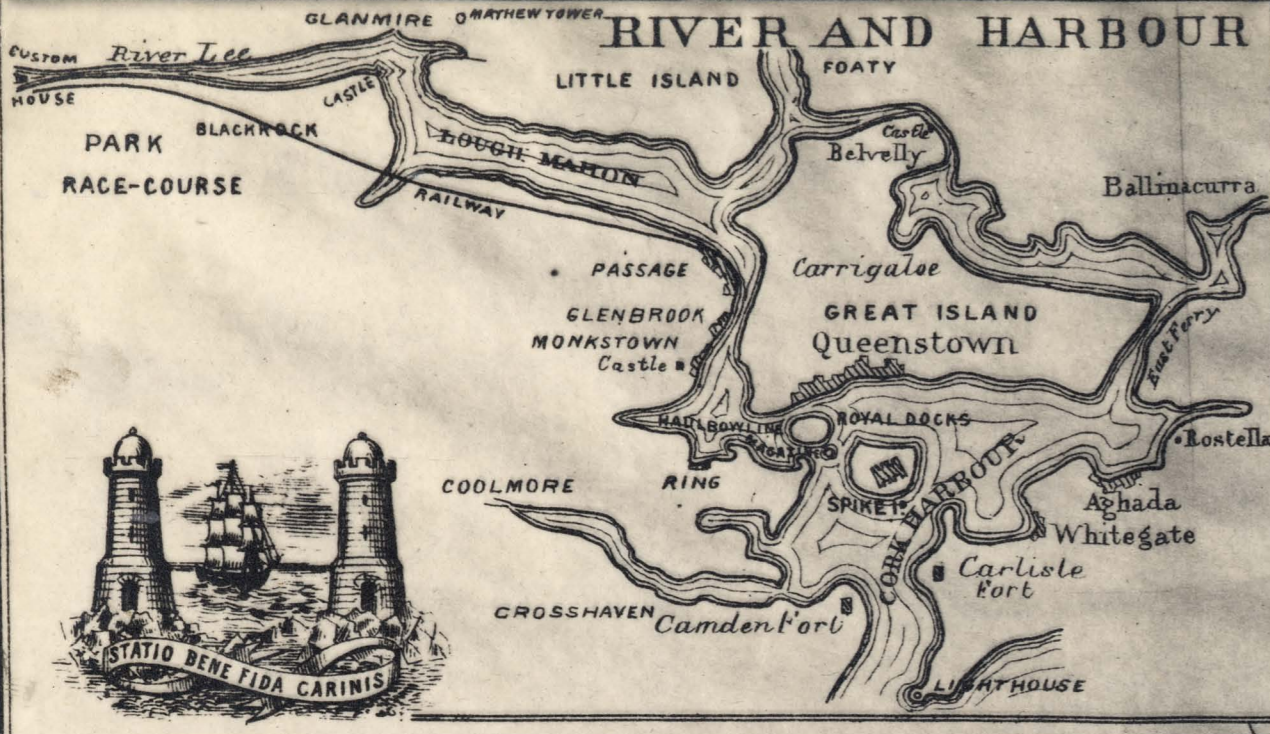 RIVER AND HARBOUR
GLANMIRE
MATHEW TOWER
CUSTOM
HOUSE
River Lee
LITTLE ISLAND
FOATY
CASTLE
BLACKROCK
PARK
RACE-COURSE
LOUGH MAHON
RAILWAY
Castle
Belvelly
Ballinacurra
PASSAGE
Carrigaloe
GLENBROOK
GREAT ISLAND
MONKSTOWN
Castle
Queenstown
East Ferry
HAULBOWLINE
ROYAL DOCKS
MAGAZINE
Rostella
RING
COOLMORE
SPIKE I.
CORK HARBOUR
Aghada
Whitegate
Carlisle
Fort
CROSSHAVEN
Camden Fort
LIGHTHOUSE
STATIO BENE FIDA CARINIS